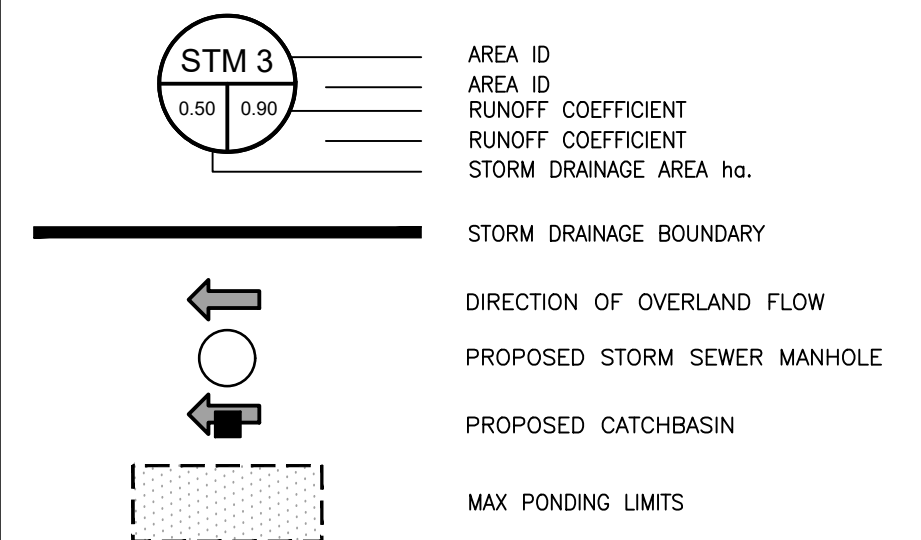 STM 3
0.50 0.90
AREA ID
AREA ID
RUNOFF COEFFICIENT
RUNOFF COEFFICIENT
STORM DRAINAGE AREA ha.
STORM DRAINAGE BOUNDARY
DIRECTION OF OVERLAND FLOW
PROPOSED STORM SEWER MANHOLE
PROPOSED CATCHBASIN
MAX PONDING LIMITS